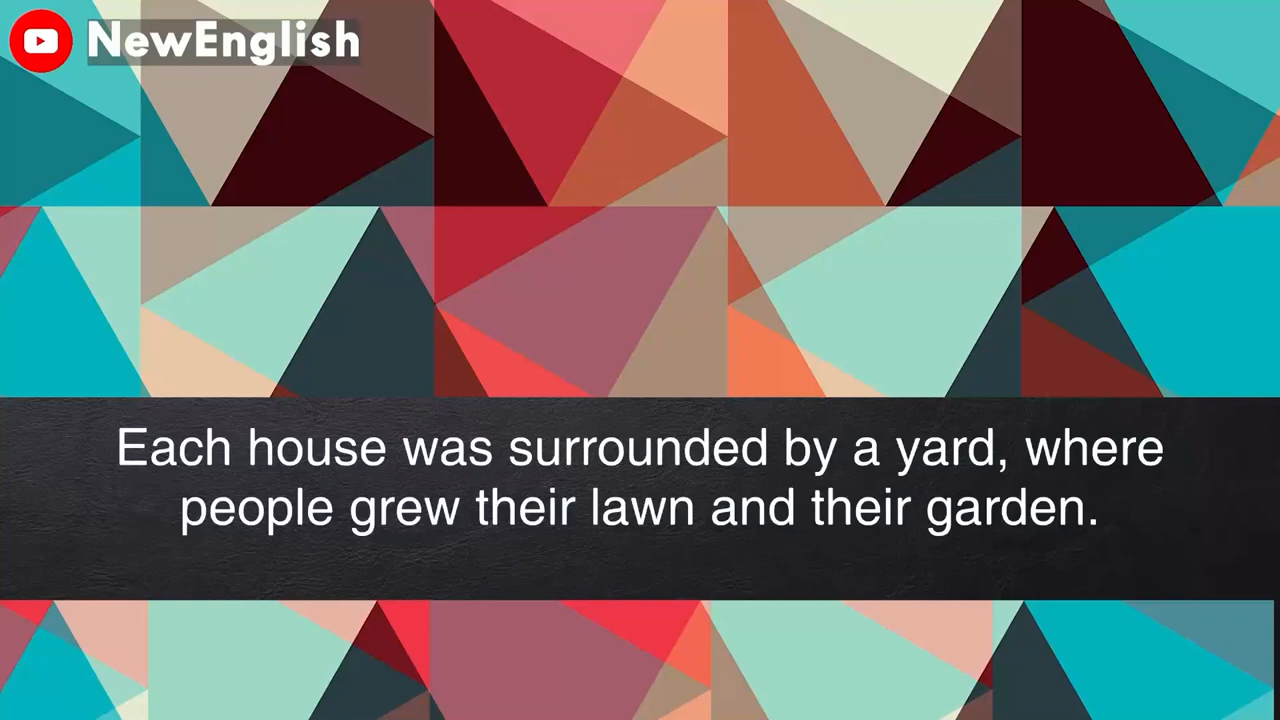 NewEnglish
Each house was surrounded by a yard, where
people grew their lawn and their garden.